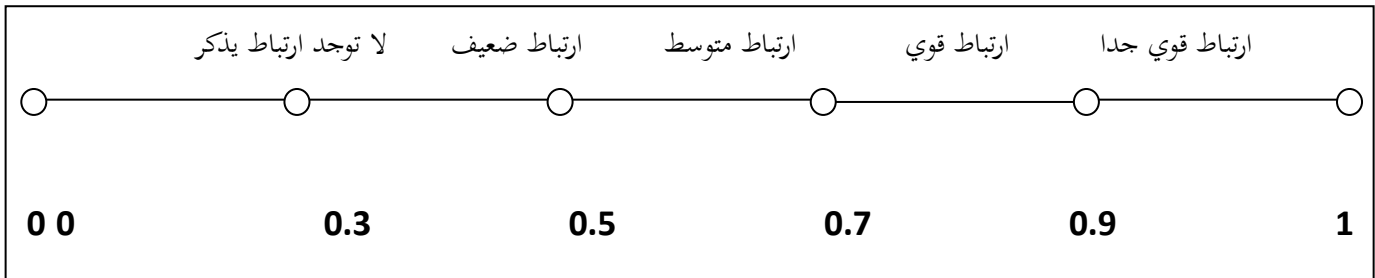 ارتباط قوي جدا ارتباط قوي ارتباط متوسط ارتباط ضعيف لا توجد ارتباط يذكر
0 0 0.3 0.5 0.7 0.9 1